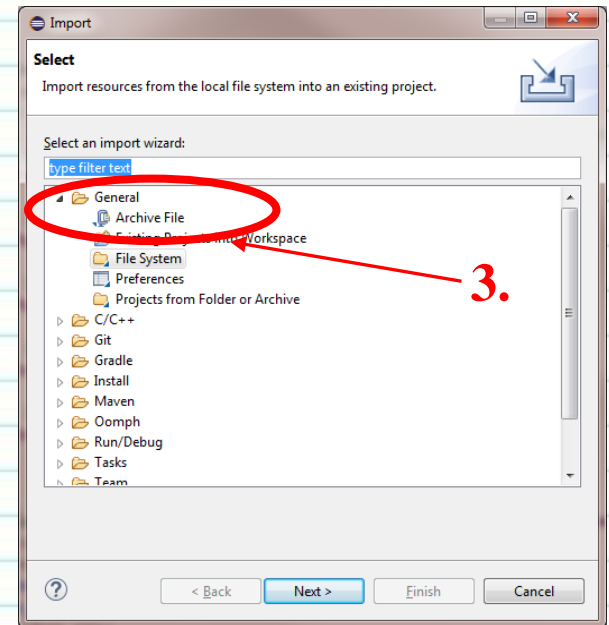 Import
Select
Import resources from the local file system into an existing project.
Select an import wizard:
type filter text
General
Archive File
Existing Projects into Workspace
File System
3.
Preferences
Projects from Folder or Archive
C/C++
Git
Gradle
Install
Maven
Oomph
Run/Debug
Tasks
Team
? < Back Next > Finish Cancel